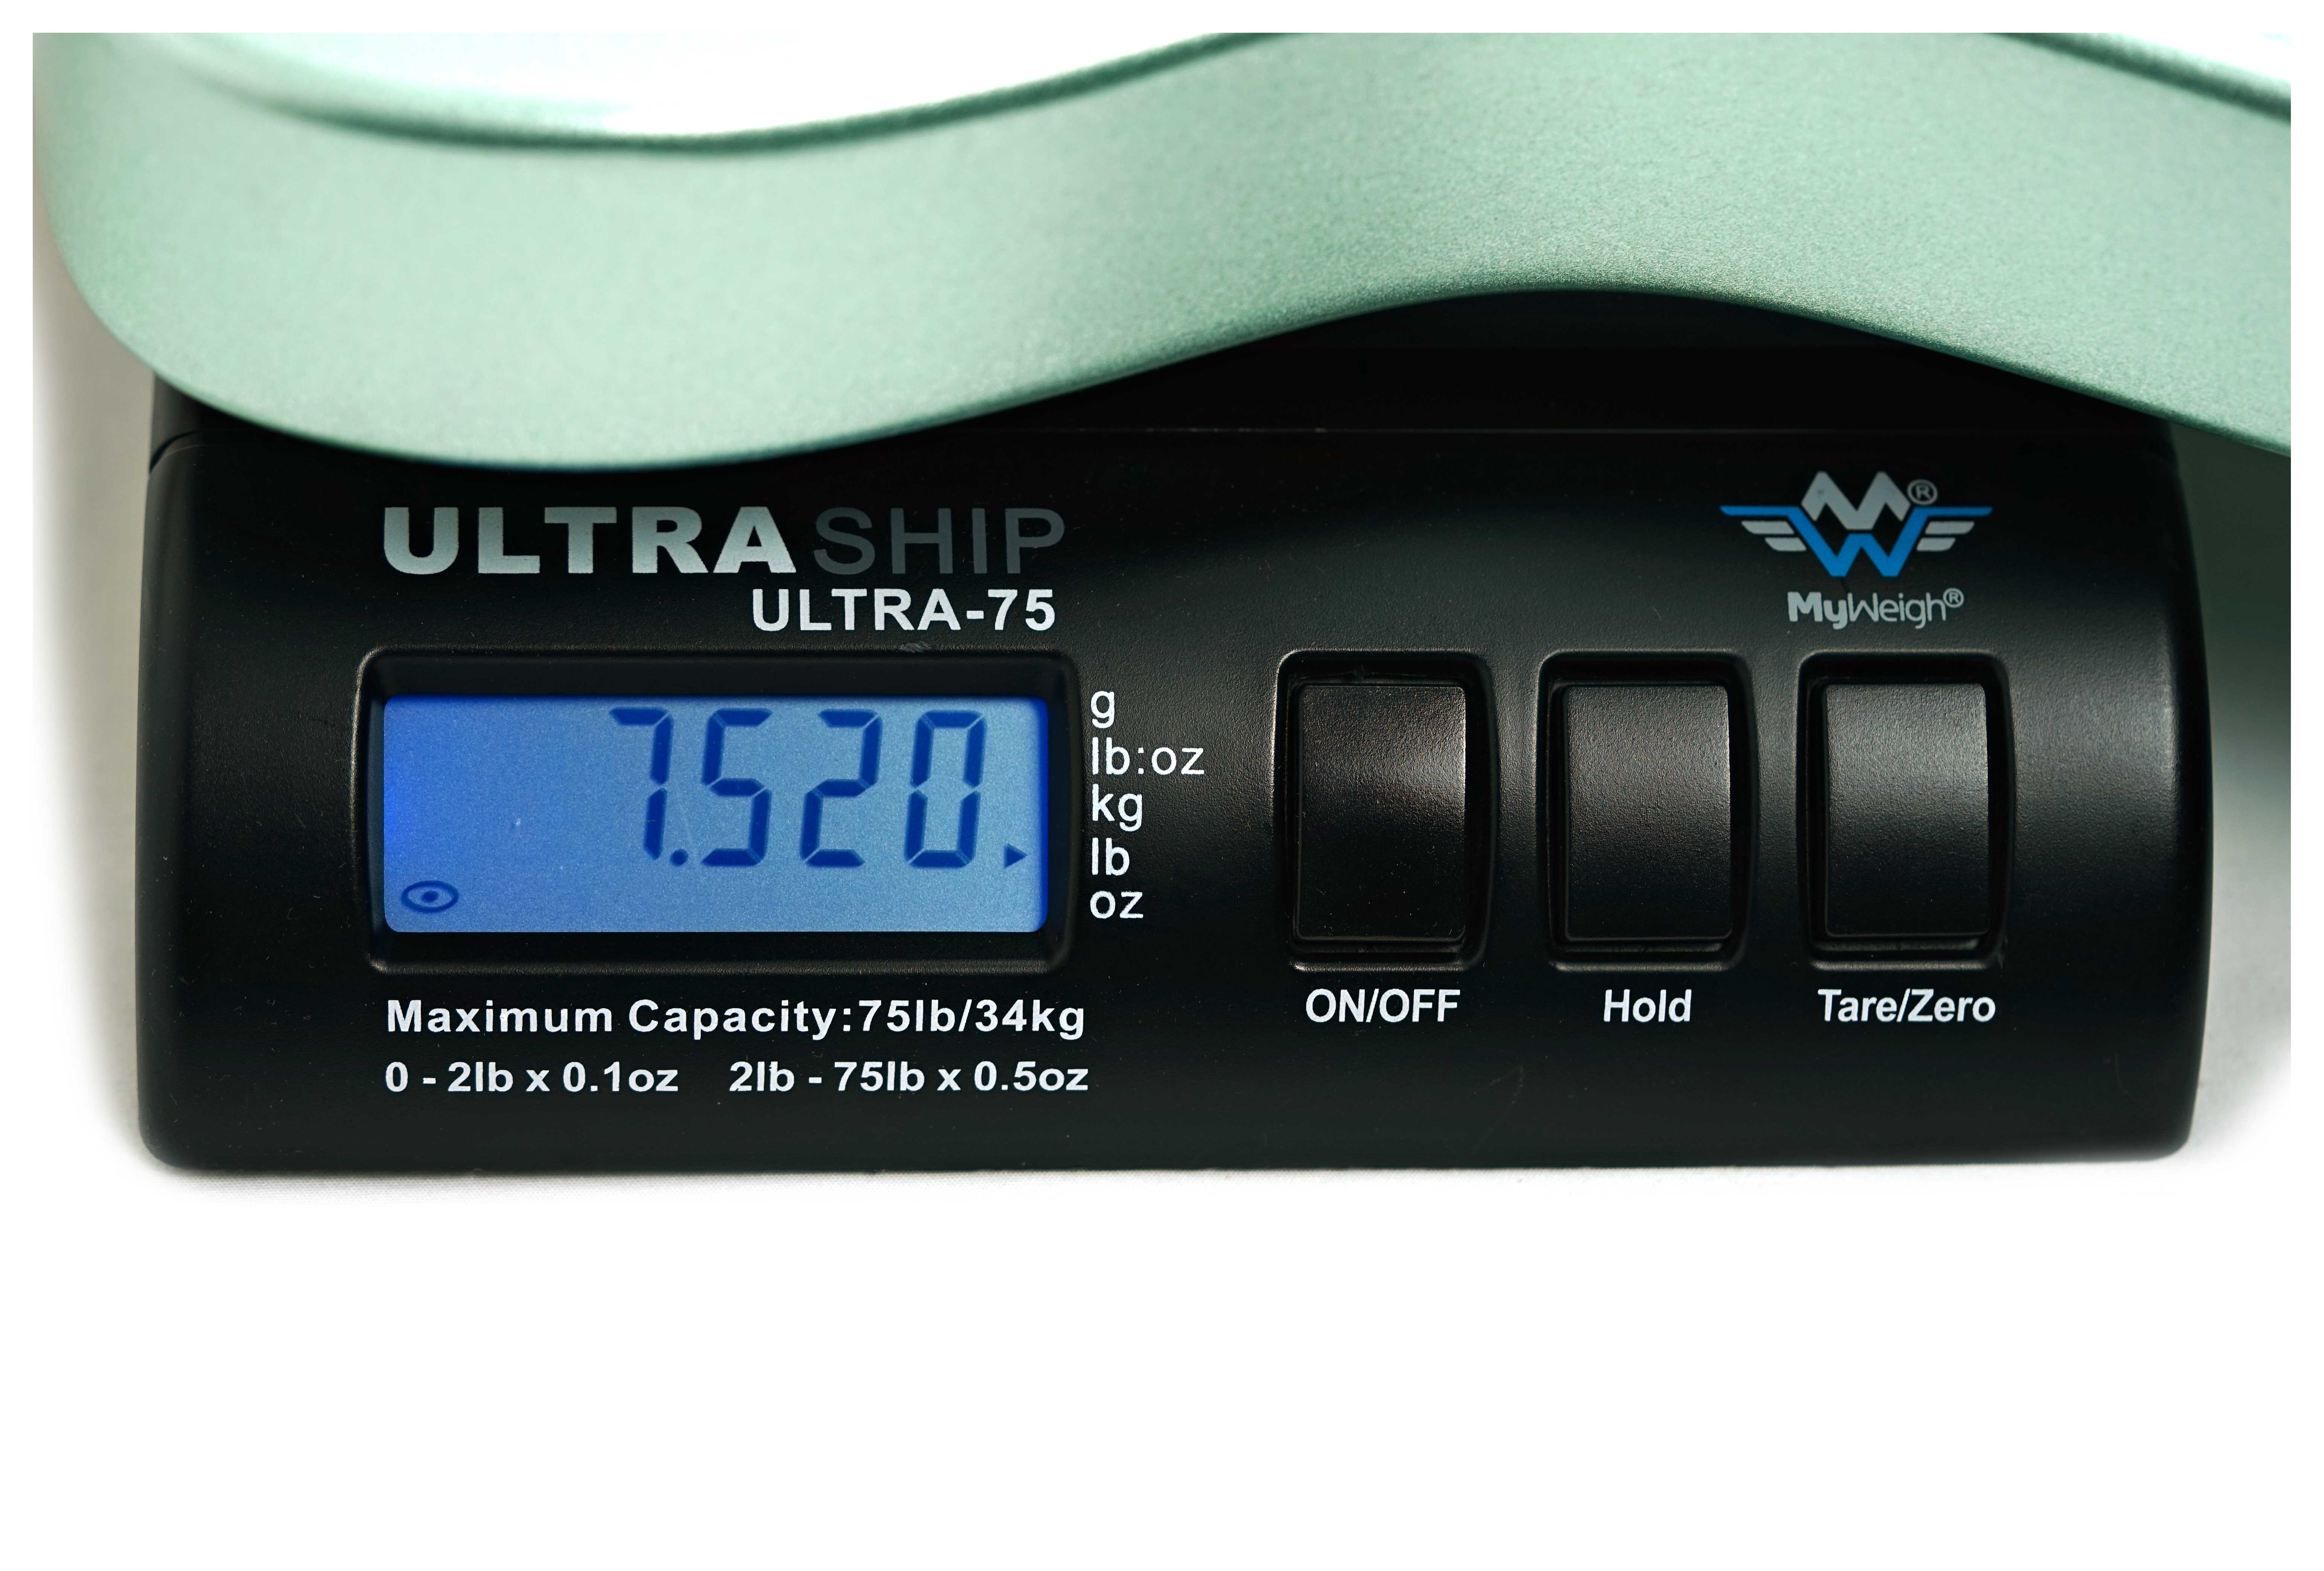 ULTRASHIP
ULTRA-75
®
MyWeigh®
7.520
g
lb:oz
kg
lb
oz
Maximum Capacity:75lb/34kg
0 - 2lb x 0.1oz 2lb - 75lb x 0.5oz
ON/OFF
Hold
Tare/Zero